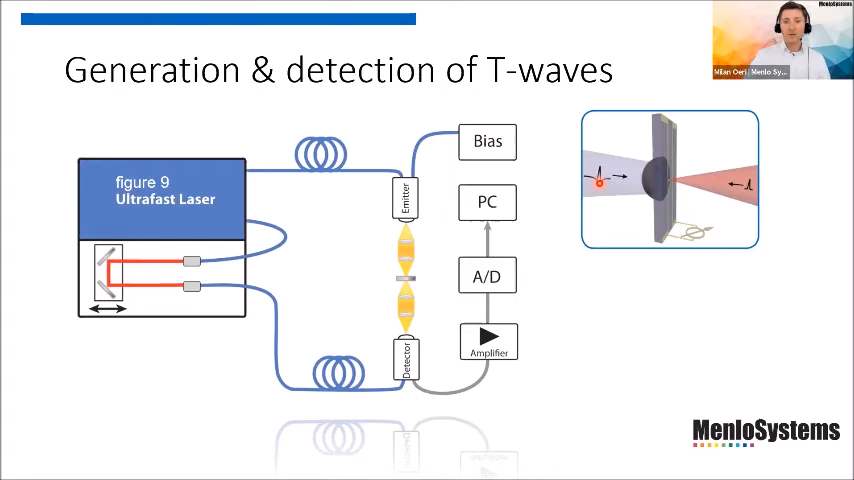 MenloSystems
Milan Oeri | Menlo Sy...
Generation & detection of T-waves
figure 9
Ultrafast Laser
Emitter
Bias
PC
A/D
Amplifier
Detector
MenloSystems